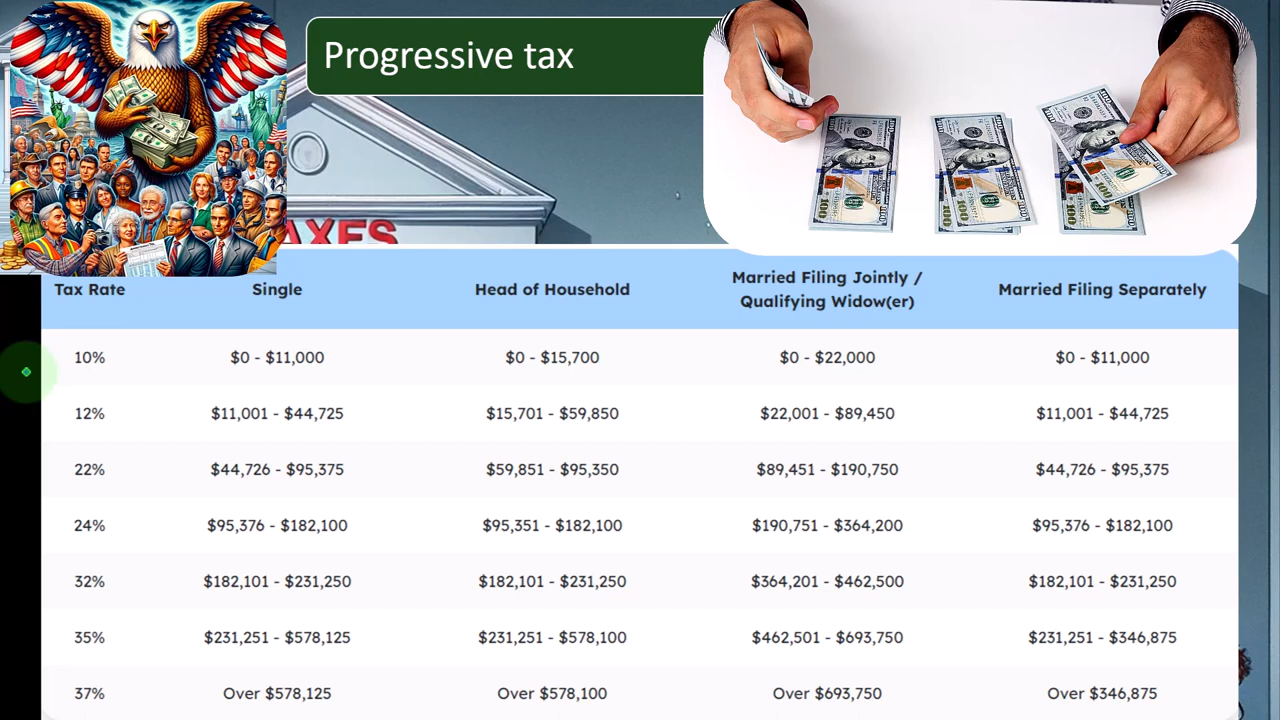 Progressive tax
AXES
Tax Rate Single Head of Household Married Filing Jointly / Married Filing Separately
Qualifying Widow(er)
10% $0 - $11,000 $0 - $15,700 $0 - $22,000 $0 - $11,000
12% $11,001 - $44,725 $15,701 - $59,850 $22,001 - $89,450 $11,001 - $44,725
22% $44,726 - $95,375 $59,851 - $95,350 $89,451 - $190,750 $44,726 - $95,375
24% $95,376 - $182,100 $95,351 - $182,100 $190,751 - $364,200 $95,376 - $182,100
32% $182,101 - $231,250 $182,101 - $231,250 $364,201 - $462,500 $182,101 - $231,250
35% $231,251 - $578,125 $231,251 - $578,100 $462,501 - $693,750 $231,251 - $346,875
37% Over $578,125 Over $578,100 Over $693,750 Over $346,875